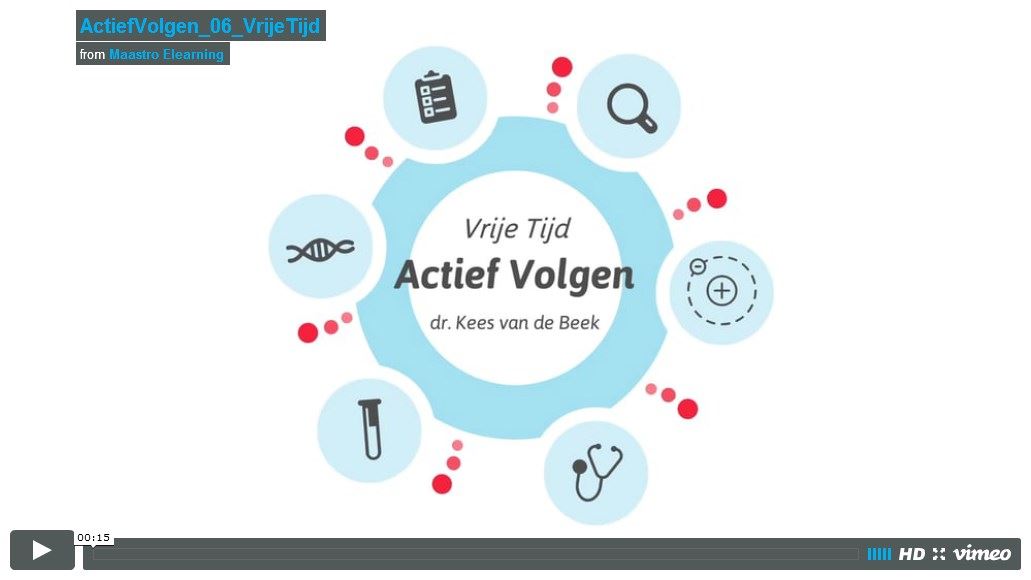 ActiefVolgen_06_VrijeTijd
from Maastro Elearning
Vrije Tijd
Actief Volgen
dr. Kees van de Beek
00:15
HD vimeo